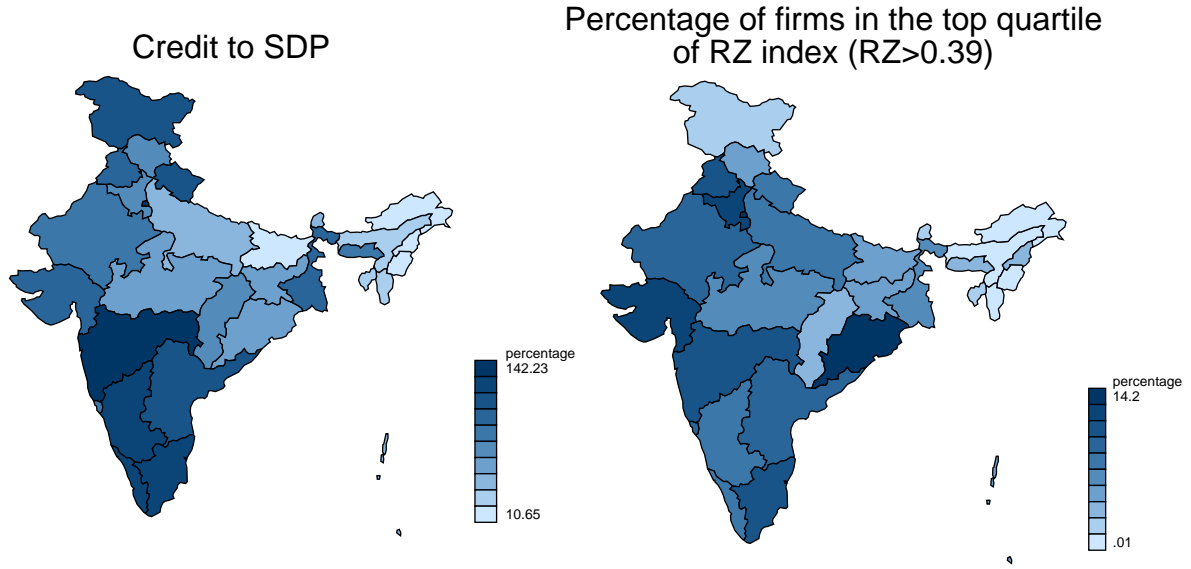 Credit to SDP
percentage
142.23
10.65
Percentage of firms in the top quartile
of RZ index (RZ>0.39)
percentage
14.2
.01